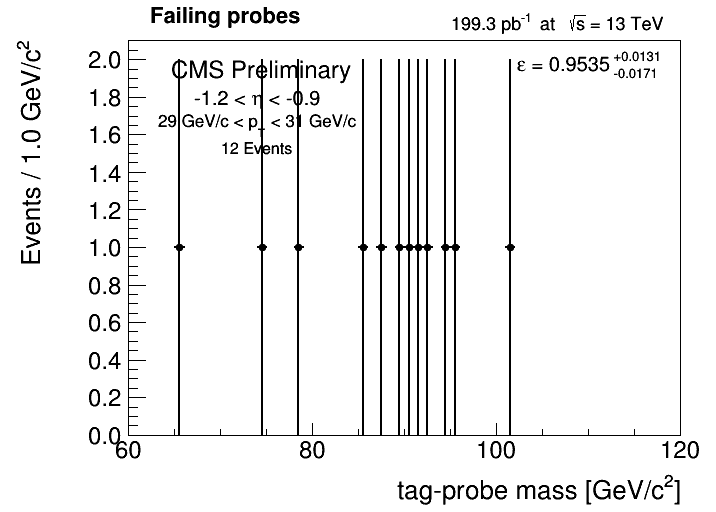 Failing probes
199.3 pb-1 at √s = 13 TeV
CMS Preliminary
ε = 0.9535 +0.0131 -0.0171
-1.2 < η < -0.9
29 GeV/c < p_T < 31 GeV/c
12 Events
Events / 1.0 GeV/c²
2.0
1.8
1.6
1.4
1.2
1.0
0.8
0.6
0.4
0.2
0.0
60 80 100 120
tag-probe mass [GeV/c²]